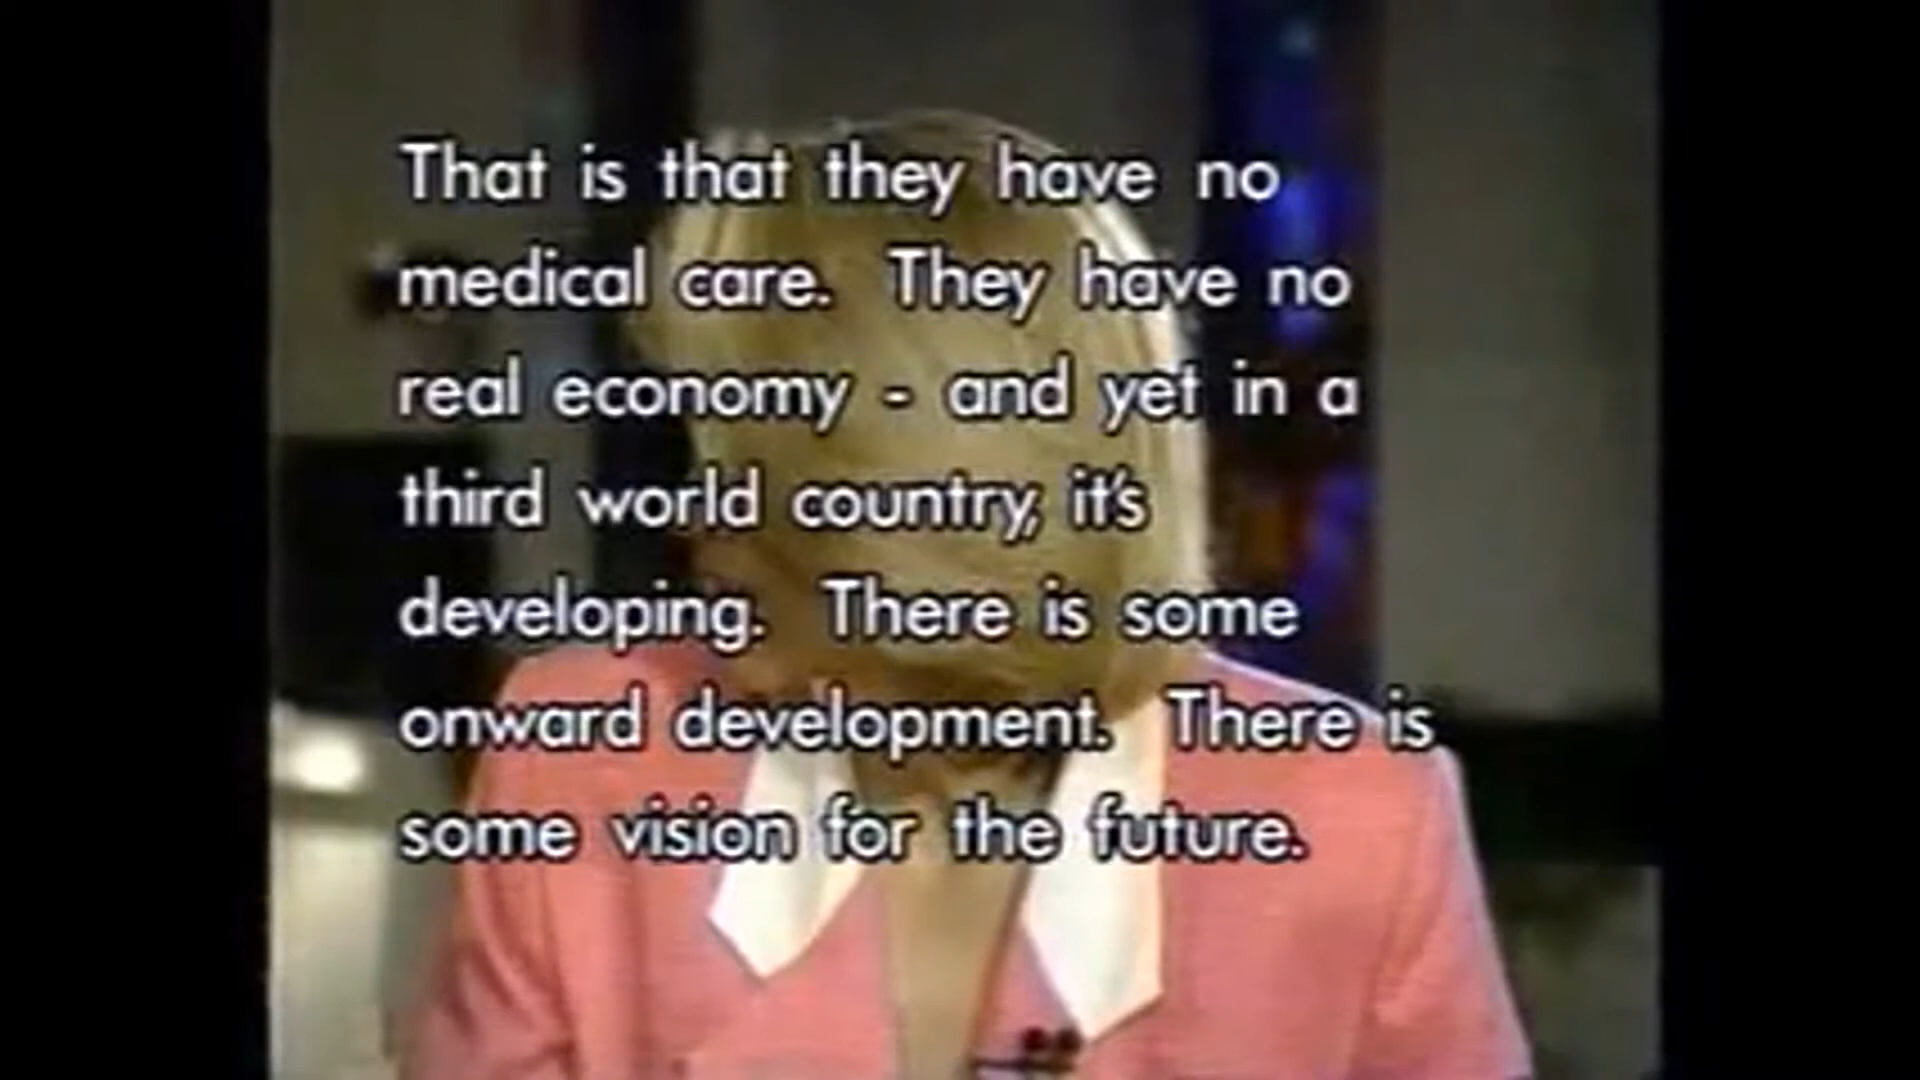 That is that they have no
medical care. They have no
real economy - and yet in a
third world country, it's
developing. There is some
onward development. There is
some vision for the future.